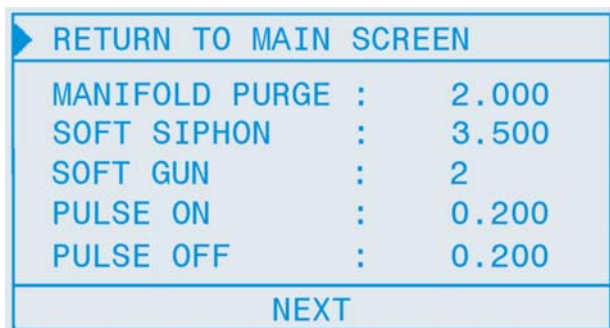 RETURN TO MAIN SCREEN
MANIFOLD PURGE : 2.000
SOFT SIPHON : 3.500
SOFT GUN : 2
PULSE ON : 0.200
PULSE OFF : 0.200
NEXT